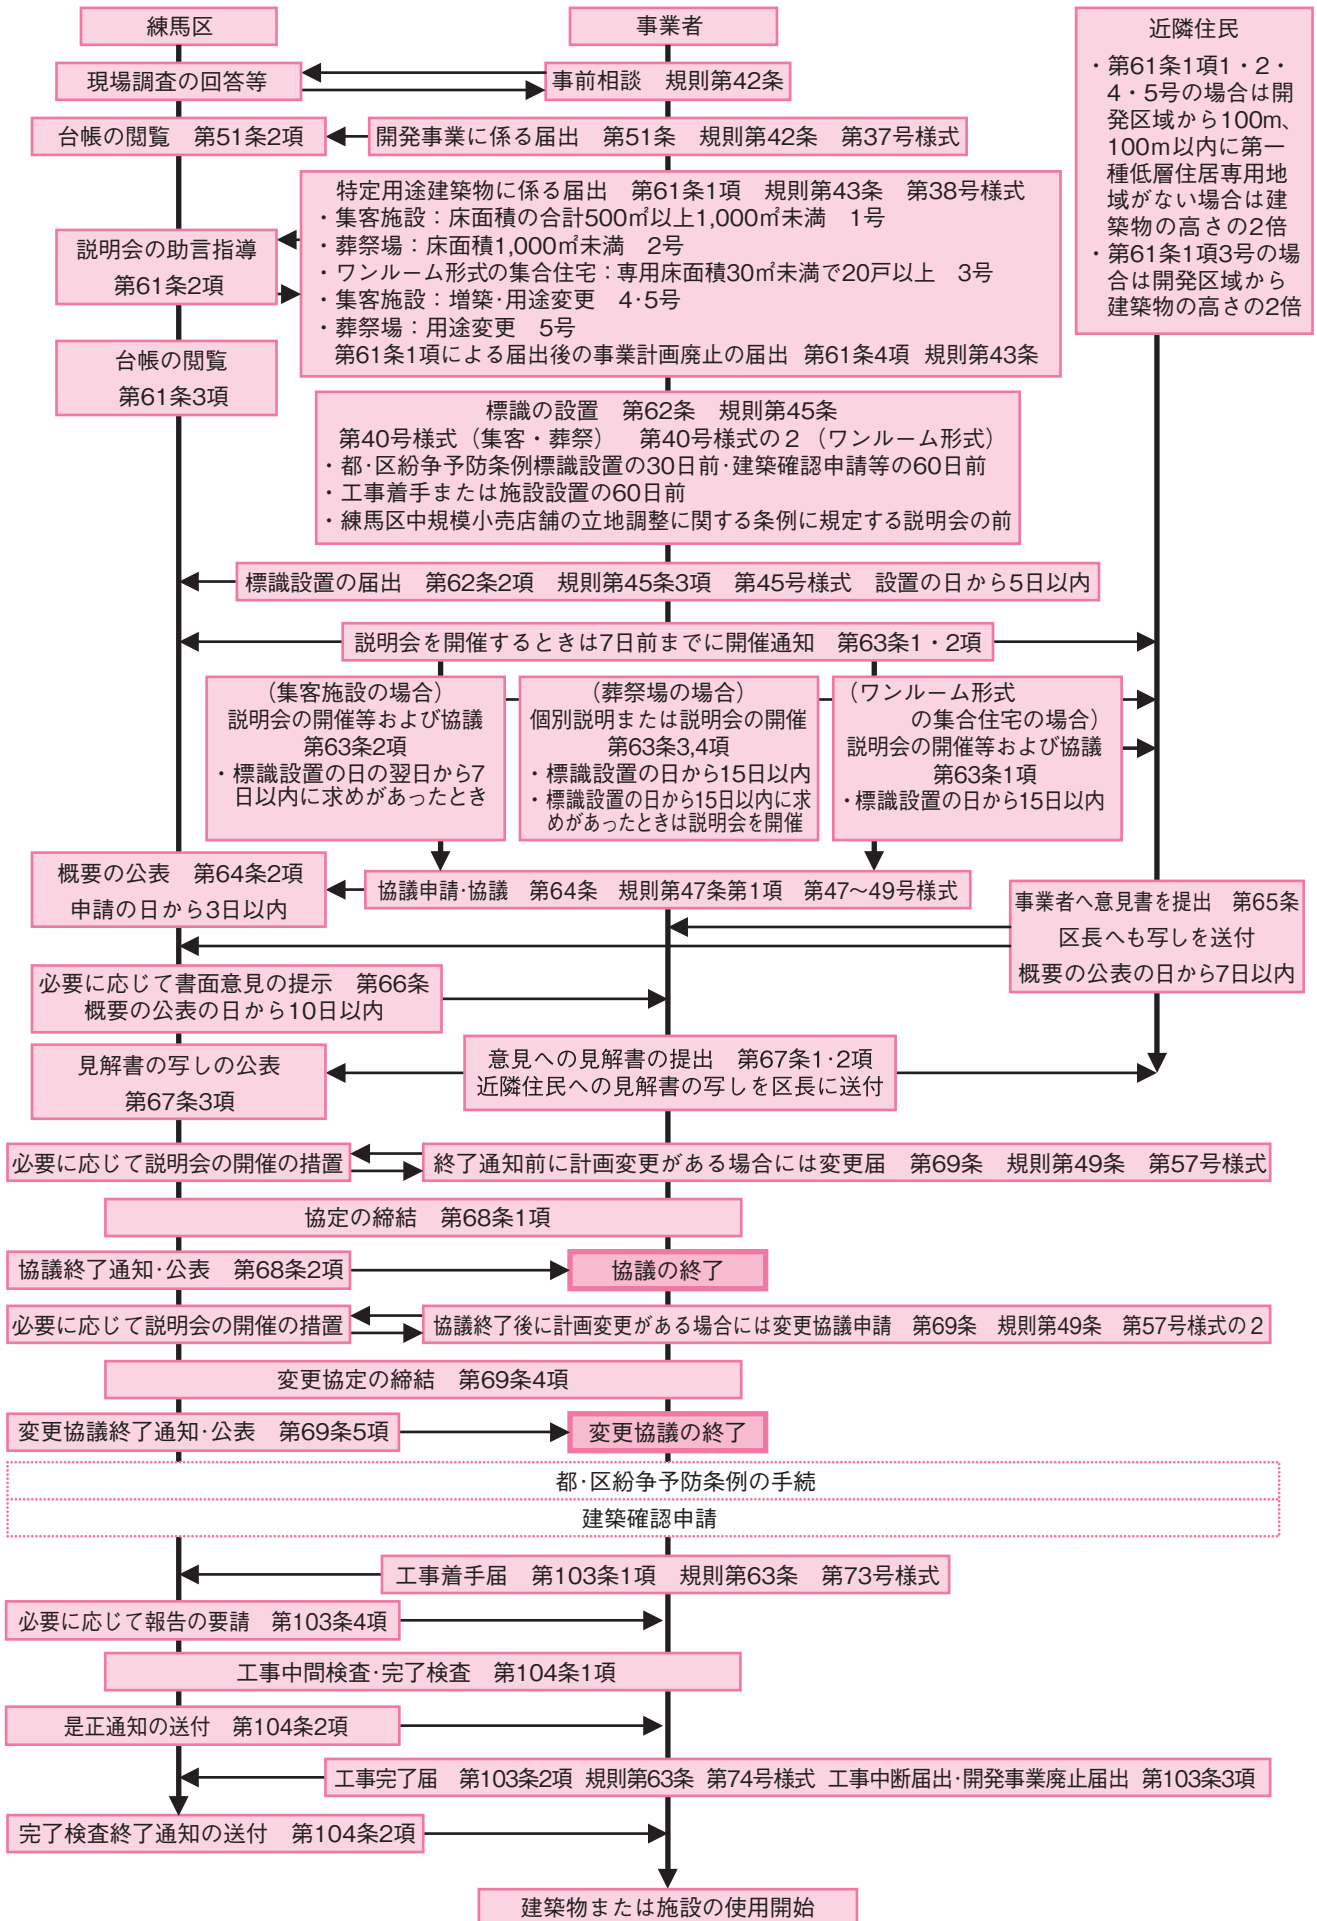 練馬区
事業者
近隣住民
・第61条1項1・2・
4・5号の場合は開
発区域から100m、
100m以内に第一
種低層住居専用地
域がない場合は建
築物の高さの2倍
・第61条1項3号の場
合は開発区域から
建築物の高さの2倍
現場調査の回答等
事前相談　規則第42条
台帳の閲覧　第51条2項
開発事業に係る届出　第51条　規則第42条　第37号様式
特定用途建築物に係る届出　第61条1項　規則第43条　第38号様式
・集客施設：床面積の合計500㎡以上1,000㎡未満　1号
・葬祭場：床面積1,000㎡未満　2号
・ワンルーム形式の集合住宅：専用床面積30㎡未満で20戸以上　3号
・集客施設：増築･用途変更　4･5号
・葬祭場：用途変更　5号
第61条1項による届出後の事業計画廃止の届出 第61条4項 規則第43条
説明会の助言指導
第61条2項
台帳の閲覧
第61条3項
標識の設置　第62条　規則第45条
第40号様式（集客・葬祭）　第40号様式の２（ワンルーム形式）
・都･区紛争予防条例標識設置の30日前･建築確認申請等の60日前
・工事着手または施設設置の60日前
・練馬区中規模小売店舗の立地調整に関する条例に規定する説明会の前
標識設置の届出　第62条2項　規則第45条3項　第45号様式　設置の日から5日以内
説明会を開催するときは7日前までに開催通知　第63条1・2項
（集客施設の場合）
説明会の開催等および協議
第63条2項
・標識設置の日の翌日から7
日以内に求めがあったとき
（葬祭場の場合）
個別説明または説明会の開催
第63条3,4項
・標識設置の日から15日以内
・標識設置の日から15日以内に求
めがあったときは説明会を開催
（ワンルーム形式
の集合住宅の場合）
説明会の開催等および協議
第63条1項
・標識設置の日から15日以内
概要の公表　第64条2項
申請の日から3日以内
協議申請･協議　第64条　規則第47条第1項　第47～49号様式
事業者へ意見書を提出　第65条
区長へも写しを送付
概要の公表の日から7日以内
必要に応じて書面意見の提示　第66条
概要の公表の日から10日以内
見解書の写しの公表
第67条3項
意見への見解書の提出　第67条1･2項
近隣住民への見解書の写しを区長に送付
必要に応じて説明会の開催の措置
終了通知前に計画変更がある場合には変更届　第69条　規則第49条　第57号様式
協定の締結　第68条1項
協議終了通知･公表　第68条2項
協議の終了
必要に応じて説明会の開催の措置
協議終了後に計画変更がある場合には変更協議申請　第69条　規則第49条　第57号様式の２
変更協定の締結　第69条4項
変更協議終了通知･公表　第69条5項
変更協議の終了
都･区紛争予防条例の手続
建築確認申請
工事着手届　第103条1項　規則第63条　第73号様式
必要に応じて報告の要請　第103条4項
工事中間検査･完了検査　第104条1項
是正通知の送付　第104条2項
工事完了届　第103条2項 規則第63条 第74号様式 工事中断届出･開発事業廃止届出 第103条3項
完了検査終了通知の送付　第104条2項
建築物または施設の使用開始